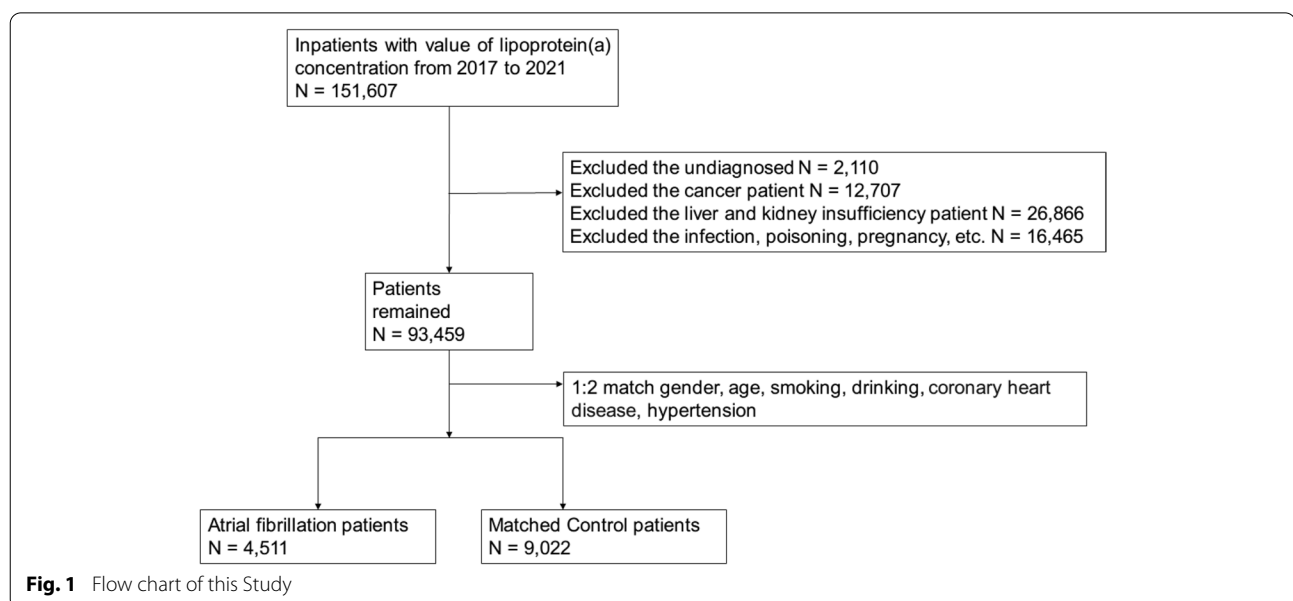 Inpatients with value of lipoprotein(a)
concentration from 2017 to 2021
N = 151,607
Excluded the undiagnosed N = 2,110
Excluded the cancer patient N = 12,707
Excluded the liver and kidney insufficiency patient N = 26,866
Excluded the infection, poisoning, pregnancy, etc. N = 16,465
Patients
remained
N = 93,459
1:2 match gender, age, smoking, drinking, coronary heart
disease, hypertension
Atrial fibrillation patients
N = 4,511
Matched Control patients
N = 9,022
Fig. 1 Flow chart of this Study